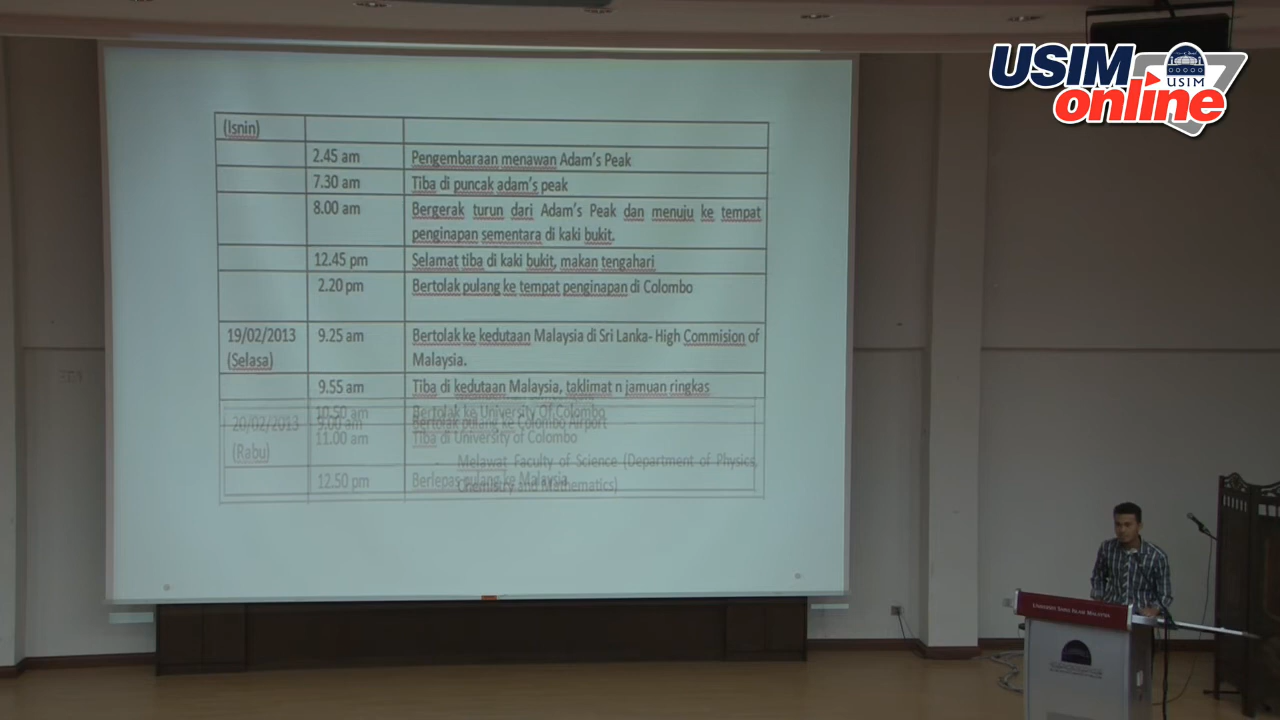 USIM
USIM
online
(Isnin)
2.45 am Pengembaraan menawan Adam's Peak
7.30 am Tiba di puncak adam's peak
8.00 am Bergerak turun dari Adam's Peak dan menuju ke tempat
penginapan sementara di kaki bukit.
12.45 pm Selamat tiba di kaki bukit, makan tengahari
2.20 pm Bertolak pulang ke tempat penginapan di Colombo
19/02/2013 9.25 am Bertolak ke kedutaan Malaysia di Sri Lanka- High Commision of
(Selasa) Malaysia.
9.55 am Tiba di kedutaan Malaysia, taklimat n jamuan ringkas
10.50 am Bertolak ke University Of Colombo
20/02/2013 9.00 am Bertolak pulang ke Colombo Airport
11.00 am Tiba di University of Colombo
(Rabu)
- Melawat Faculty of Science (Department of Physics,
12.50 pm Berlepas pulang ke Malaysia
Chemistry and Mathematics)
UNIVERSITI SAINS ISLAM MALAYSIA